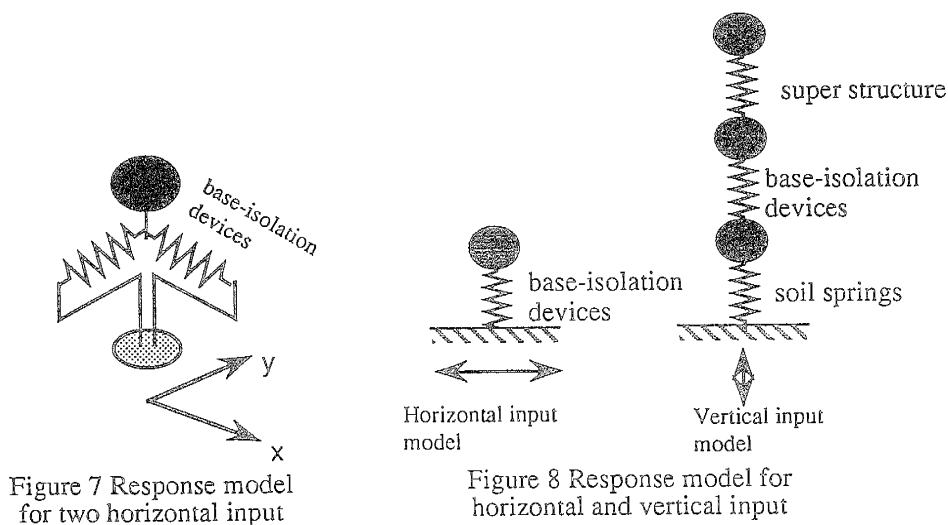 base-isolation
devices
y
x
Figure 7 Response model
for two horizontal input
super structure
base-isolation
devices
soil springs
base-isolation
devices
Horizontal input
model
Vertical input
model
Figure 8 Response model for
horizontal and vertical input